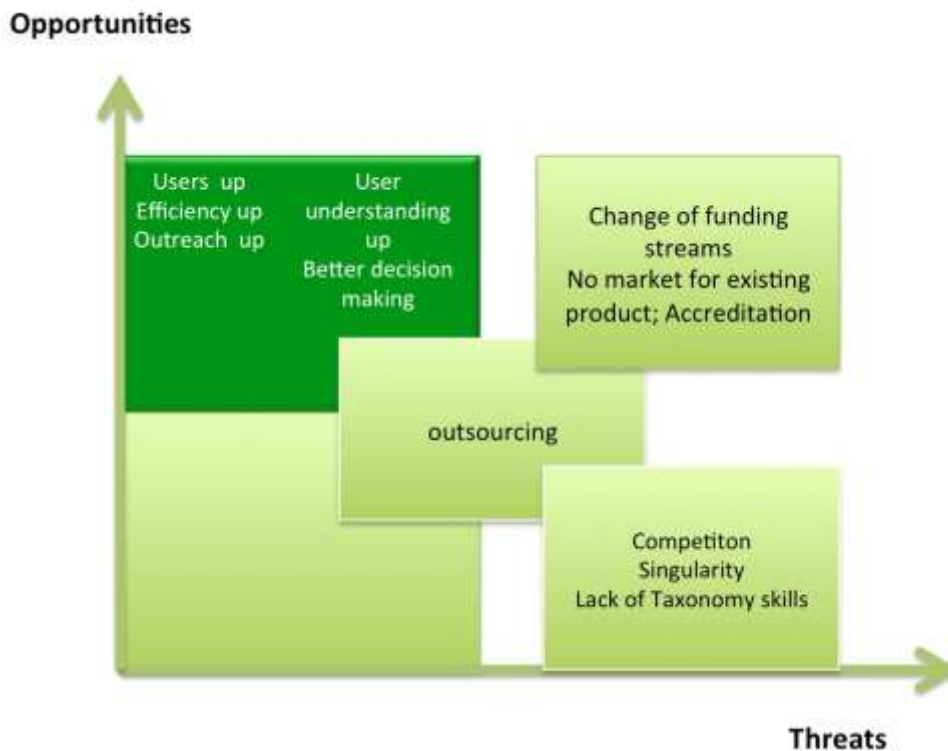 Opportunities
Users up
Efficiency up
Outreach up
User
understanding
up
Better decision
making
Change of funding
streams
No market for existing
product; Accreditation
outsourcing
Competiton
Singularity
Lack of Taxonomy skills
Threats